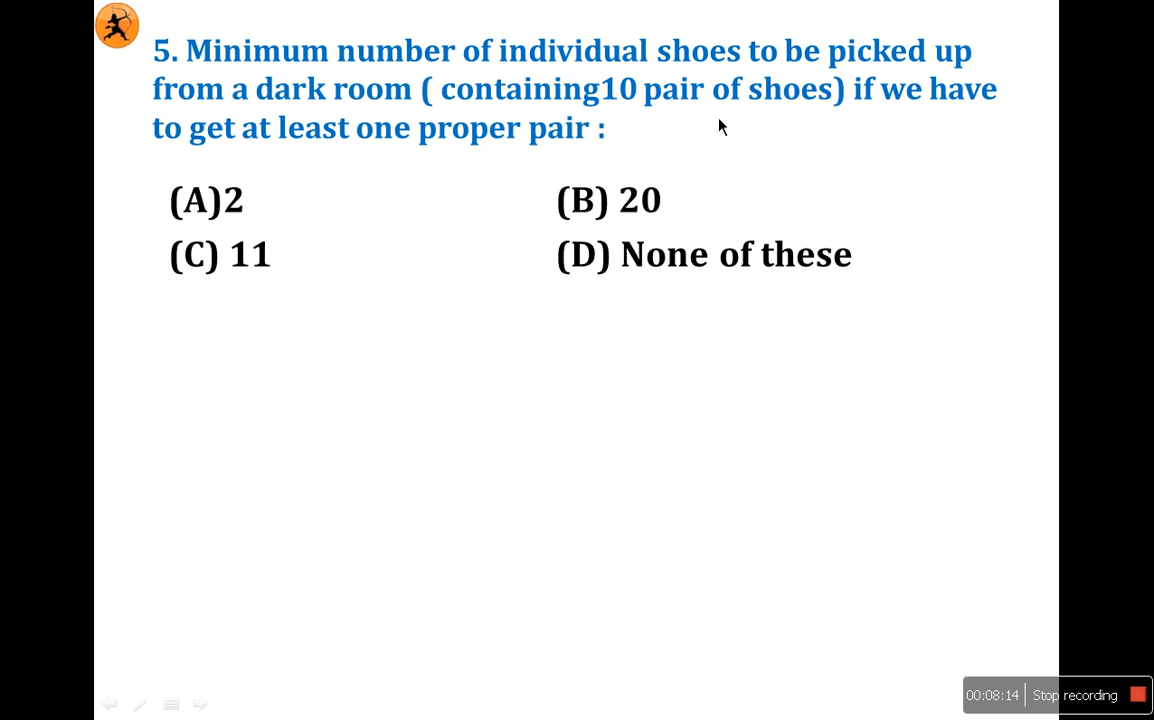 5. Minimum number of individual shoes to be picked up
from a dark room ( containing10 pair of shoes) if we have
to get at least one proper pair :
(A)2 (B) 20
(C) 11 (D) None of these
00:08:14 Stop recording